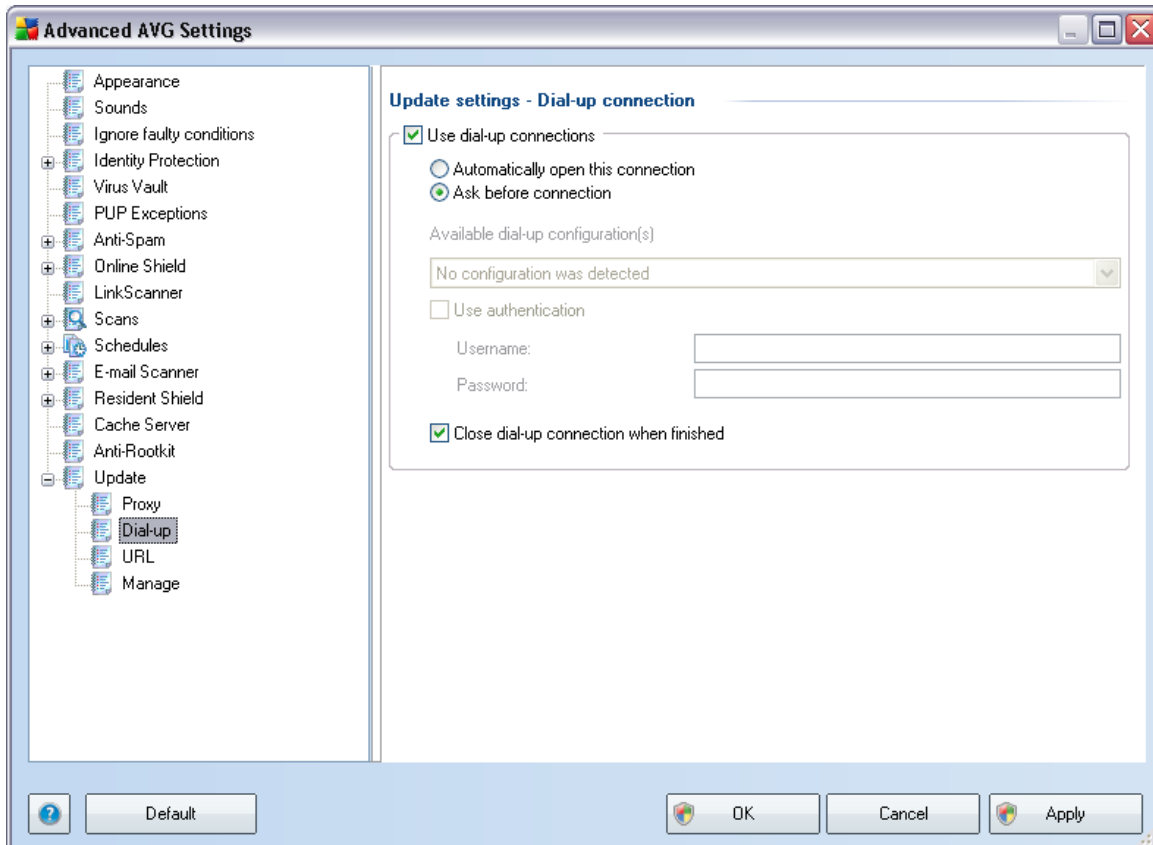 Advanced AVG Settings
Appearance
Sounds
Ignore faulty conditions
Identity Protection
Virus Vault
PUP Exceptions
Anti-Spam
Online Shield
LinkScanner
Scans
Schedules
E-mail Scanner
Resident Shield
Cache Server
Anti-Rootkit
Update
Proxy
Dial-up
URL
Manage
Update settings - Dial-up connection
Use dial-up connections
Automatically open this connection
Ask before connection
Available dial-up configuration(s)
No configuration was detected
Use authentication
Username:
Password:
Close dial-up connection when finished
? Default OK Cancel Apply